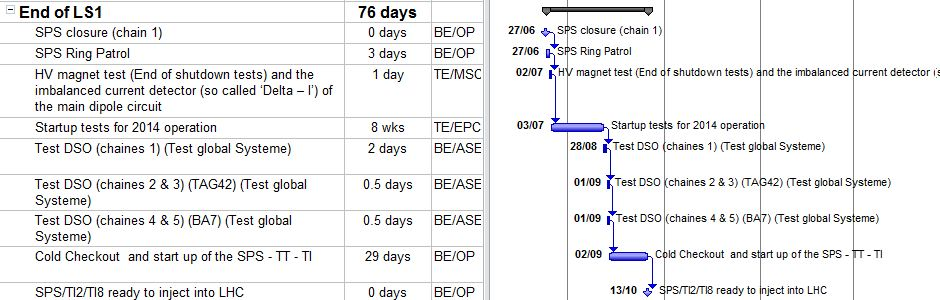 End of LS1 76 days
SPS closure (chain 1) 0 days BE/OP 27/06 SPS closure (chain 1)
SPS Ring Patrol 3 days BE/OP 27/06 SPS Ring Patrol
HV magnet test (End of shutdown tests) and the 1 day TE/MSC 02/07 HV magnet test (End of shutdown tests) and the imbalanced current detector
imbalanced current detector (so called ‘Delta – I’) of
the main dipole circuit
Startup tests for 2014 operation 8 wks TE/EPC 03/07 Startup tests for 2014 operation
Test DSO (chaines 1) (Test global Systeme) 2 days BE/ASE 28/08 Test DSO (chaines 1) (Test global Systeme)
Test DSO (chaines 2 & 3) (TAG42) (Test global 0.5 days BE/ASE 01/09 Test DSO (chaines 2 & 3) (TAG42) (Test global Systeme)
Systeme)
Test DSO (chaines 4 & 5) (BA7) (Test global 0.5 days BE/ASE 01/09 Test DSO (chaines 4 & 5) (BA7) (Test global Systeme)
Systeme)
Cold Checkout and start up of the SPS - TT - TI 29 days BE/OP 02/09 Cold Checkout and start up of the SPS - TT - TI
SPS/TI2/TI8 ready to inject into LHC 0 days BE/OP 13/10 SPS/TI2/TI8 ready to inject into LHC